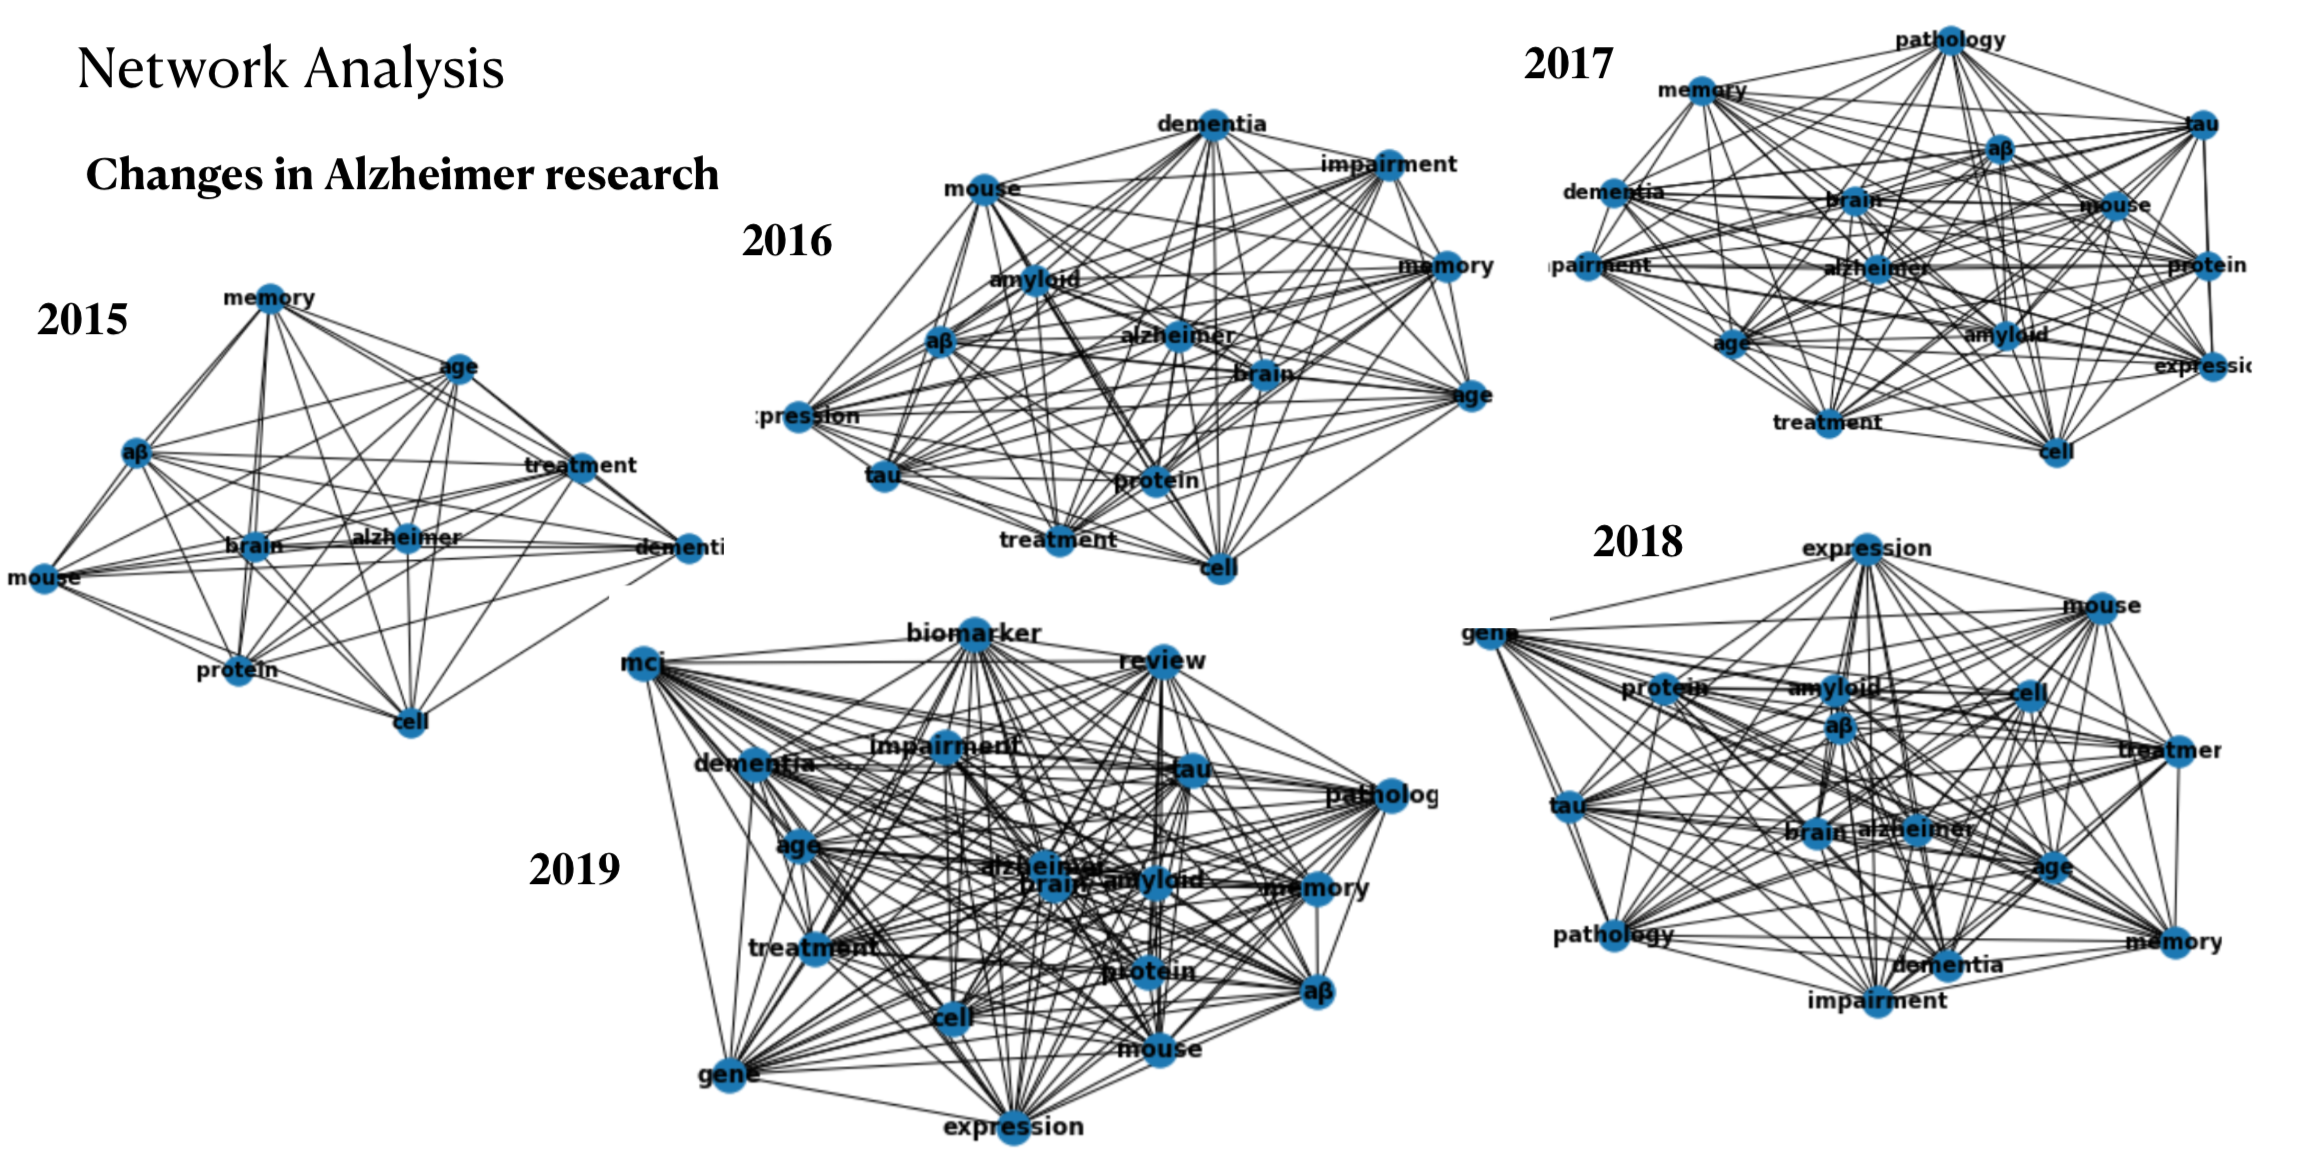 Network Analysis
Changes in Alzheimer research
2015
memory
age
aβ
treatment
brain
alzheimer
dementi
mouse
protein
cell
2016
dementia
impairment
mouse
memory
amyloid
alzheimer
aβ
brain
age
pression
tau
protein
treatment
cell
2017
pathology
memory
tau
aβ
dementia
brain
mouse
pairment
alzheimer
protein
age
amyloid
expressic
treatment
cell
2018
expression
mouse
gene
protein
amyloid
cell
aβ
treatmer
tau
brain
alzheimer
age
pathology
memory
dementia
impairment
2019
biomarker
mci
review
impairment
dementia
tau
patholog
age
alzheimer
brain
amyloid
memory
treatment
protein
aβ
cell
mouse
gene
expression